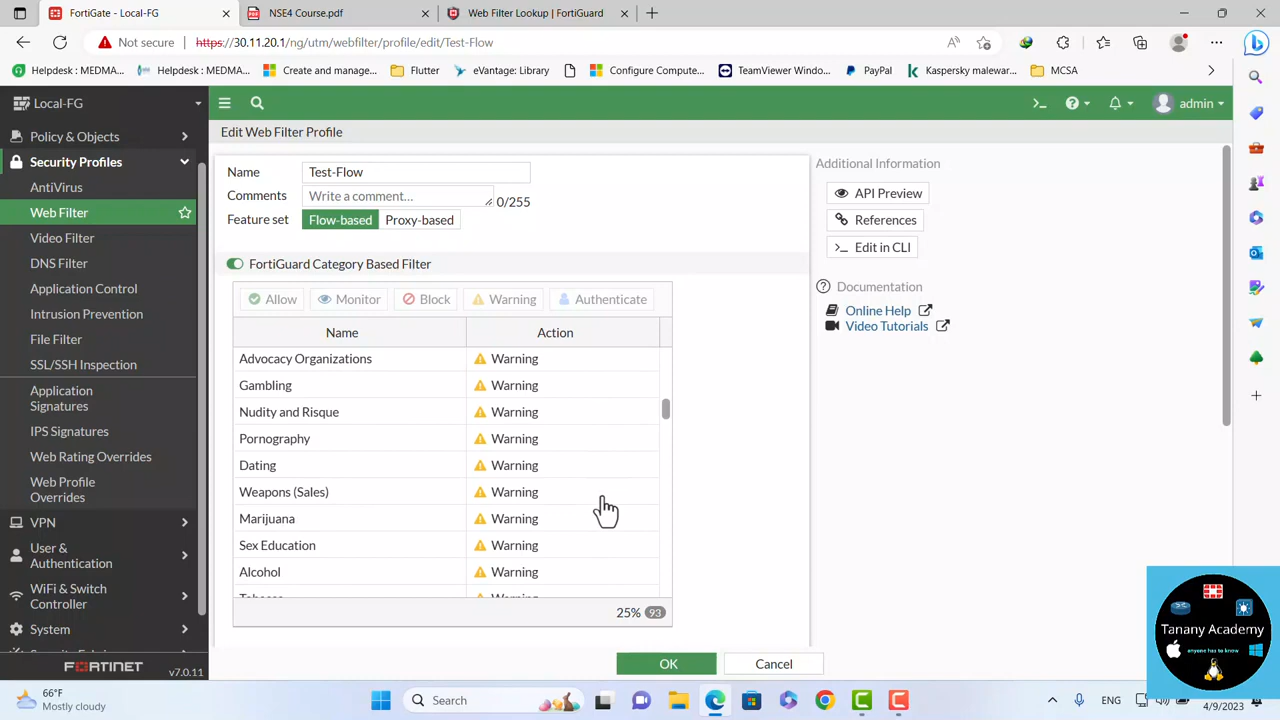 FortiGate - Local-FG
NSE4 Course.pdf
Web Filter Lookup | FortiGuard
Not secure
https://30.11.20.1/ng/utm/webfilter/profile/edit/Test-Flow
Helpdesk : MEDMA...
Helpdesk : MEDMA...
Create and manage...
Flutter
eVantage: Library
Configure Compute...
TeamViewer Windo...
PayPal
Kaspersky malewar...
MCSA
Local-FG
admin
Policy & Objects
Security Profiles
AntiVirus
Web Filter
Video Filter
DNS Filter
Application Control
Intrusion Prevention
File Filter
SSL/SSH Inspection
Application
Signatures
IPS Signatures
Web Rating Overrides
Web Profile
Overrides
VPN
User &
Authentication
WiFi & Switch
Controller
System
FORTINET
v7.0.11
Edit Web Filter Profile
Name
Test-Flow
Comments
Write a comment...
0/255
Feature set
Flow-based
Proxy-based
FortiGuard Category Based Filter
Allow
Monitor
Block
Warning
Authenticate
Name
Action
Advocacy Organizations
Warning
Gambling
Warning
Nudity and Risque
Warning
Pornography
Warning
Dating
Warning
Weapons (Sales)
Warning
Marijuana
Warning
Sex Education
Warning
Alcohol
Warning
25% 93
OK
Cancel
Additional Information
API Preview
References
Edit in CLI
Documentation
Online Help
Video Tutorials
Tanany Academy
anyone has to know
66°F
Mostly cloudy
Search
ENG
4/9/2023